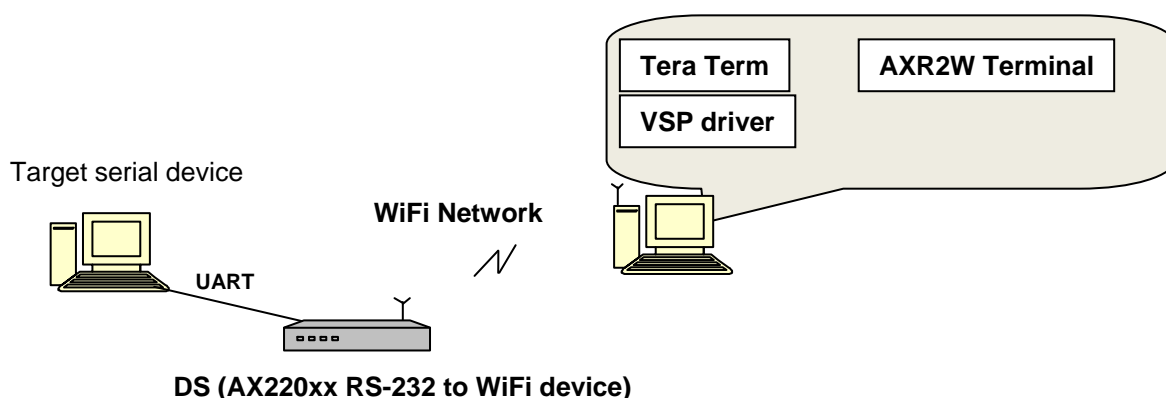 Tera Term
AXR2W Terminal
VSP driver
Target serial device
WiFi Network
UART
DS (AX220xx RS-232 to WiFi device)